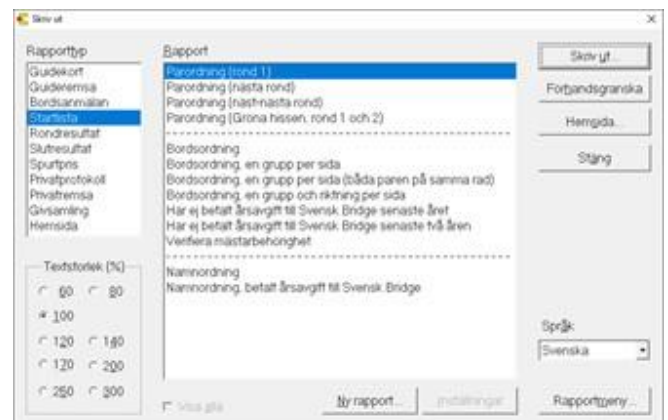 Skriv ut
Rapporttyp
Guidekort
Guideremsa
Bordsanmälan
Startlista
Rondresultat
Slutresultat
Spurtpris
Privatprotokoll
Privatremsa
Givsamling
Hemsida
Textstorlek (%)
60 80
100
120 140
170 200
250 300
Rapport
Parordning (rond 1)
Parordning (nästa rond)
Parordning (näst-nästa rond)
Parordning (Gröna hissen, rond 1 och 2)
Bordsordning
Bordsordning, en grupp per sida
Bordsordning, en grupp per sida (båda paren på samma rad)
Bordsordning, en grupp och riktning per sida
Har ej betalt årsavgift till Svensk Bridge senaste året
Har ej betalt årsavgift till Svensk Bridge senaste två åren
Verifiera mästarbehörighet
Namnordning
Namnordning, betalt årsavgift till Svensk Bridge
Visa alla
Ny rapport...
Inställningar
Skriv ut...
Förhandsgranska
Hemsida...
Stäng
Språk
Svenska
Rapportmeny...